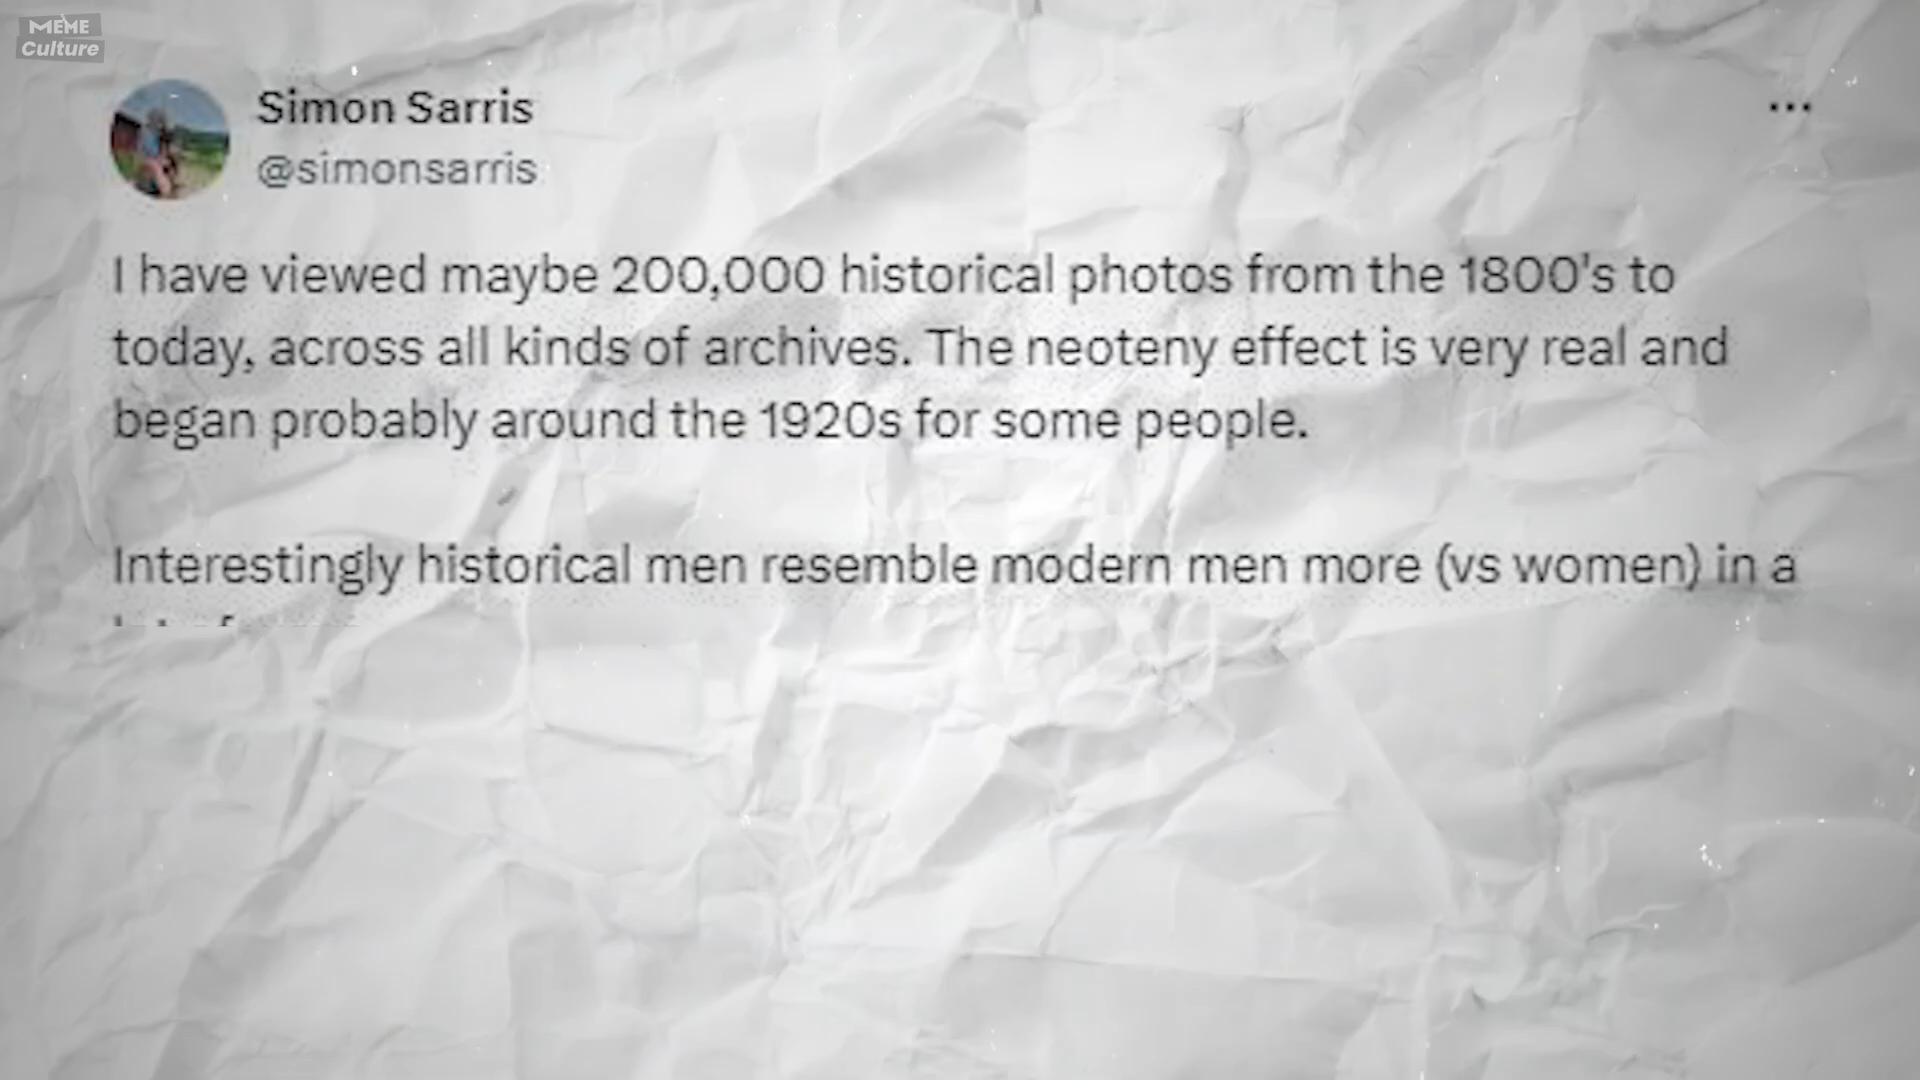 MEME
Culture
Simon Sarris
@simonsarris
I have viewed maybe 200,000 historical photos from the 1800's to
today, across all kinds of archives. The neoteny effect is very real and
began probably around the 1920s for some people.
Interestingly historical men resemble modern men more (vs women) in a